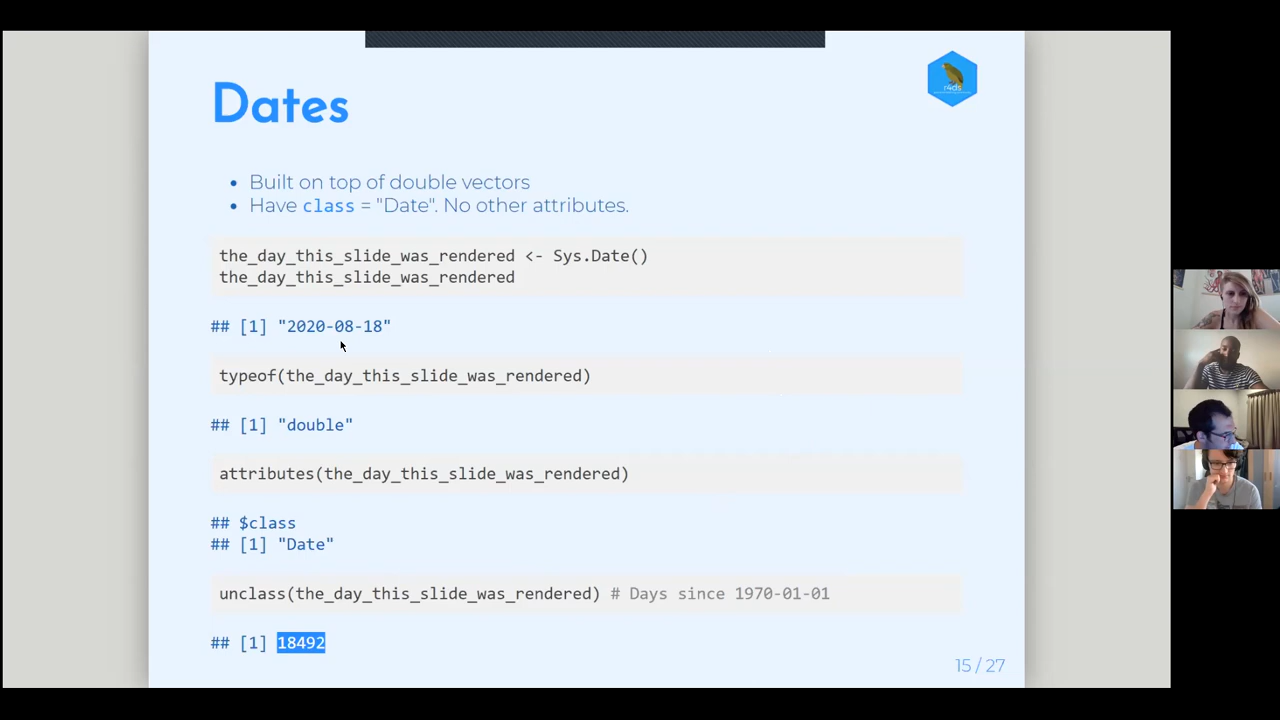 Dates
r4ds
• Built on top of double vectors
• Have class = "Date". No other attributes.
the_day_this_slide_was_rendered <- Sys.Date()
the_day_this_slide_was_rendered
## [1] "2020-08-18"
typeof(the_day_this_slide_was_rendered)
## [1] "double"
attributes(the_day_this_slide_was_rendered)
## $class
## [1] "Date"
unclass(the_day_this_slide_was_rendered) # Days since 1970-01-01
## [1] 18492
15 / 27